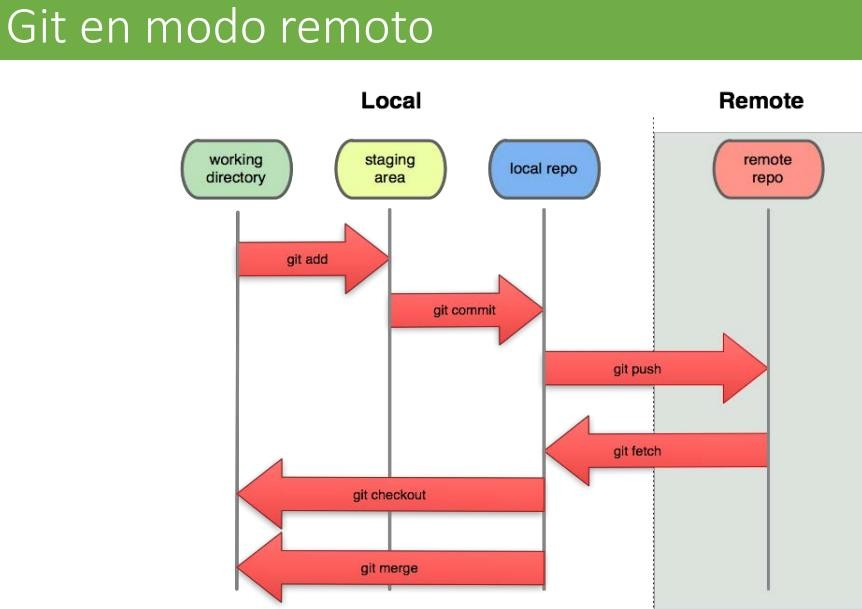 Git en modo remoto
Local
Remote
working
directory
staging
area
local repo
remote
repo
git add
git commit
git push
git fetch
git checkout
git merge